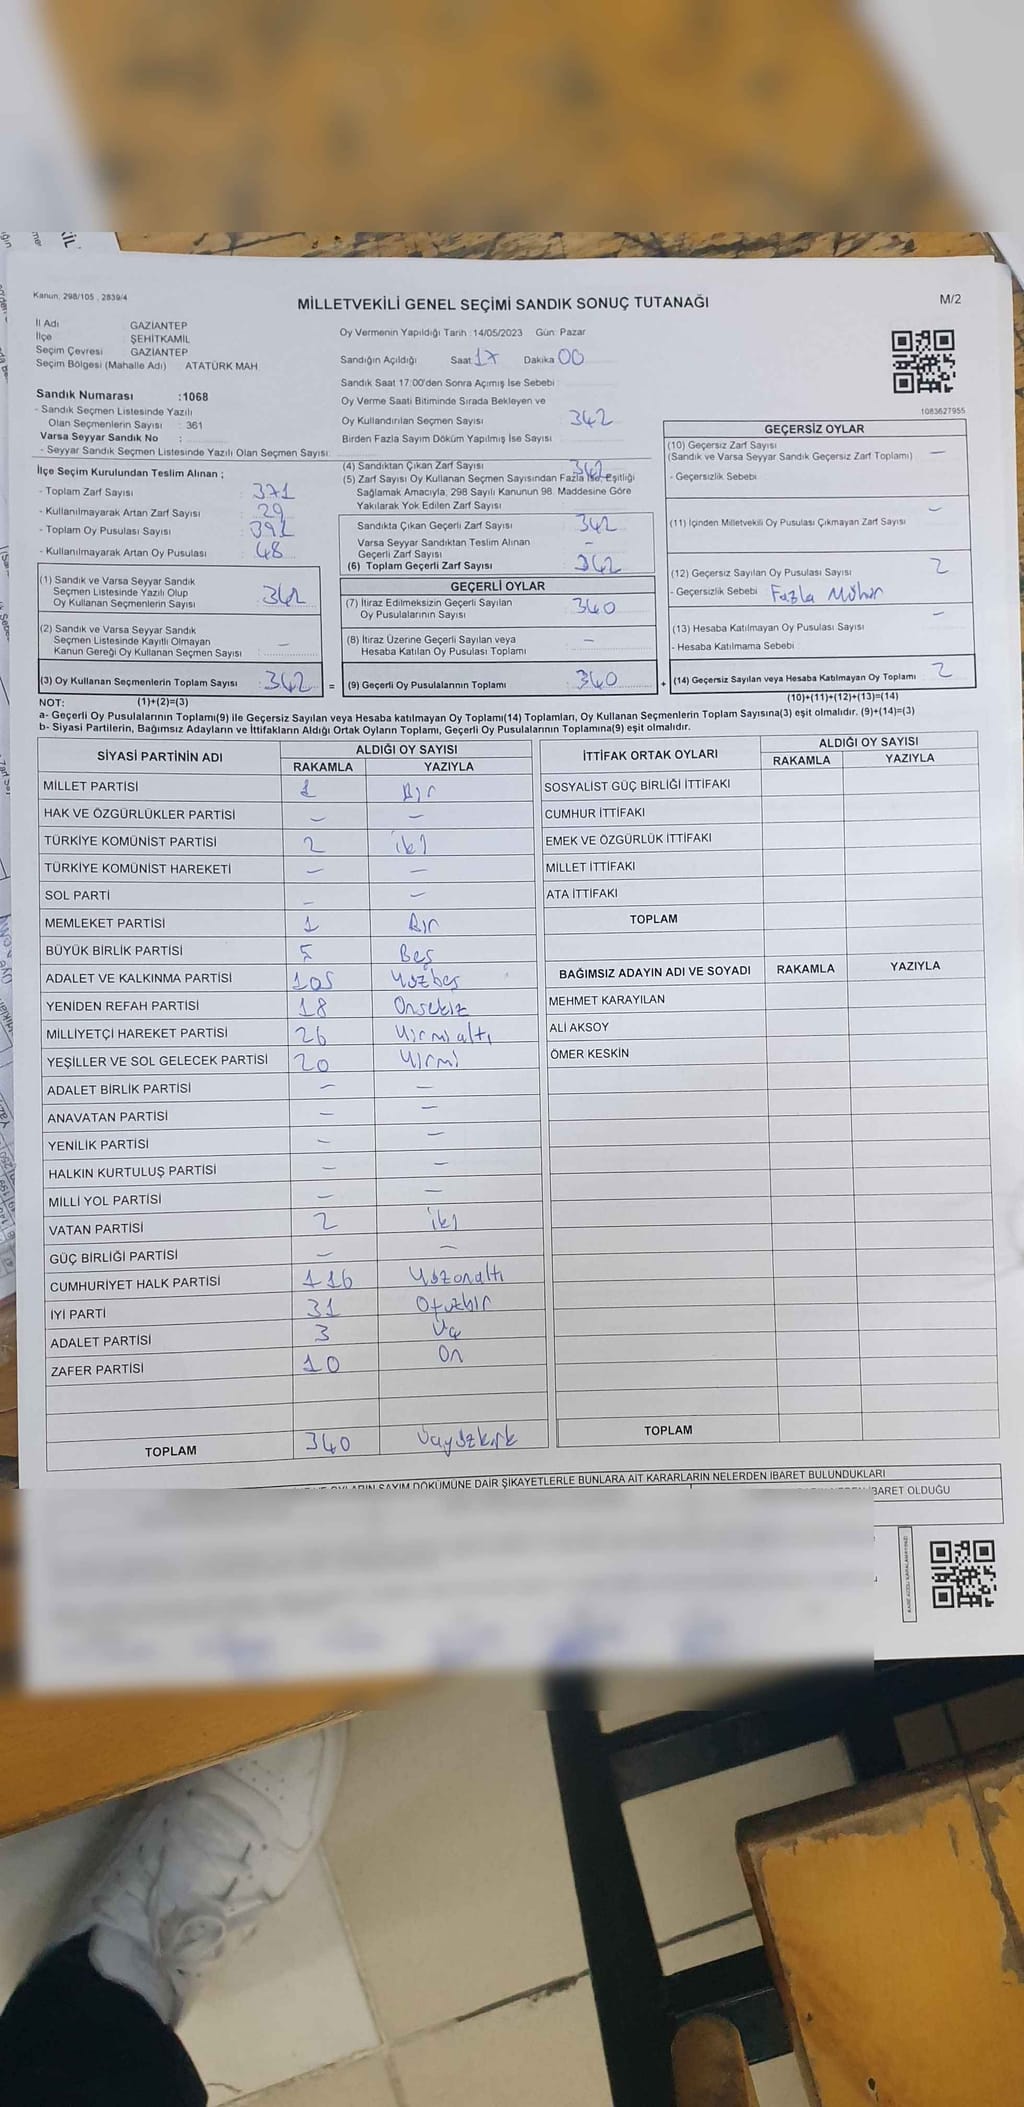 Kanun, 298/105 , 2839/4
MİLLETVEKİLİ GENEL SEÇİMİ SANDIK SONUÇ TUTANAĞI
M/2
İl Adı GAZİANTEP
İlçe ŞEHİTKAMİL
Seçim Çevresi GAZİANTEP
Seçim Bölgesi (Mahalle Adı) ATATÜRK MAH
Oy Vermenin Yapıldığı Tarih :14/05/2023 Gün: Pazar
Sandığın Açıldığı Saat 17 Dakika 00
Sandık Saat 17:00'den Sonra Açımış İse Sebebi
Oy Verme Saati Bitiminde Sırada Bekleyen ve
Oy Kullandırılan Seçmen Sayısı : 342
Birden Fazla Sayım Döküm Yapılmış İse Sayısı
1083627955
Sandık Numarası :1068
- Sandık Seçmen Listesinde Yazılı
Olan Seçmenlerin Sayısı : 361
Varsa Seyyar Sandık No :
- Seyyar Sandık Seçmen Listesinde Yazılı Olan Seçmen Sayısı:
İlçe Seçim Kurulundan Teslim Alınan ;
- Toplam Zarf Sayısı : 371
- Kullanılmayarak Artan Zarf Sayısı : 29
- Toplam Oy Pusulası Sayısı : 391
- Kullanılmayarak Artan Oy Pusulası : 48
(1) Sandık ve Varsa Seyyar Sandık
Seçmen Listesinde Yazılı Olup
Oy Kullanan Seçmenlerin Sayısı : 342
(2) Sandık ve Varsa Seyyar Sandık
Seçmen Listesinde Kayıtlı Olmayan
Kanun Gereği Oy Kullanan Seçmen Sayısı : —
(3) Oy Kullanan Seçmenlerin Toplam Sayısı : 342 =
(4) Sandıktan Çıkan Zarf Sayısı : 342
(5) Zarf Sayısı Oy Kullanan Seçmen Sayısından Fazla İse, Eşitliği
Sağlamak Amacıyla, 298 Sayılı Kanunun 98. Maddesine Göre
Yakılarak Yok Edilen Zarf Sayısı
Sandıkta Çıkan Geçerli Zarf Sayısı : 342
Varsa Seyyar Sandıktan Teslim Alınan
Geçerli Zarf Sayısı : —
(6) Toplam Geçerli Zarf Sayısı : 342
GEÇERLİ OYLAR
(7) İtiraz Edilmeksizin Geçerli Sayılan
Oy Pusulalarının Sayısı : 340
(8) İtiraz Üzerine Geçerli Sayılan veya
Hesaba Katılan Oy Pusulası Toplamı : —
(9) Geçerli Oy Pusulalarının Toplamı : 340 +
GEÇERSİZ OYLAR
(10) Geçersiz Zarf Sayısı
(Sandık ve Varsa Seyyar Sandık Geçersiz Zarf Toplamı) —
- Geçersizlik Sebebi
(11) İçinden Milletvekili Oy Pusulası Çıkmayan Zarf Sayısı —
(12) Geçersiz Sayılan Oy Pusulası Sayısı 2
- Geçersizlik Sebebi Fazla Mühür
(13) Hesaba Katılmayan Oy Pusulası Sayısı —
- Hesaba Katılmama Sebebi
(14) Geçersiz Sayılan veya Hesaba Katılmayan Oy Toplamı 2
NOT: (1)+(2)=(3)
(10)+(11)+(12)+(13)=(14)
a- Geçerli Oy Pusulalarının Toplamı(9) ile Geçersiz Sayılan veya Hesaba katılmayan Oy Toplamı(14) Toplamları, Oy Kullanan Seçmenlerin Toplam Sayısına(3) eşit olmalıdır. (9)+(14)=(3)
b- Siyasi Partilerin, Bağımsız Adayların ve İttifakların Aldığı Ortak Oyların Toplamı, Geçerli Oy Pusulalarının Toplamına(9) eşit olmalıdır.
SİYASİ PARTİNİN ADI ALDIĞI OY SAYISI
RAKAMLA YAZIYLA
MİLLET PARTİSİ 1 Bir
HAK VE ÖZGÜRLÜKLER PARTİSİ — —
TÜRKİYE KOMÜNİST PARTİSİ 2 iki
TÜRKİYE KOMÜNİST HAREKETİ — —
SOL PARTİ — —
MEMLEKET PARTİSİ 1 Bir
BÜYÜK BİRLİK PARTİSİ 5 Beş
ADALET VE KALKINMA PARTİSİ 105 Yüzbeş
YENİDEN REFAH PARTİSİ 18 Onsekiz
MİLLİYETÇİ HAREKET PARTİSİ 26 Yirmialtı
YEŞİLLER VE SOL GELECEK PARTİSİ 20 Yirmi
ADALET BİRLİK PARTİSİ — —
ANAVATAN PARTİSİ — —
YENİLİK PARTİSİ — —
HALKIN KURTULUŞ PARTİSİ — —
MİLLİ YOL PARTİSİ — —
VATAN PARTİSİ 2 iki
GÜÇ BİRLİĞİ PARTİSİ — —
CUMHURİYET HALK PARTİSİ 116 Yüzonaltı
İYİ PARTİ 31 Otuzbir
ADALET PARTİSİ 3 Üç
ZAFER PARTİSİ 10 On
TOPLAM 340 Üçyüzkırk
İTTİFAK ORTAK OYLARI ALDIĞI OY SAYISI
RAKAMLA YAZIYLA
SOSYALİST GÜÇ BİRLİĞİ İTTİFAKI
CUMHUR İTTİFAKI
EMEK VE ÖZGÜRLÜK İTTİFAKI
MİLLET İTTİFAKI
ATA İTTİFAKI
TOPLAM
BAĞIMSIZ ADAYIN ADI VE SOYADI RAKAMLA YAZIYLA
MEHMET KARAYILAN
ALİ AKSOY
ÖMER KESKİN
TOPLAM
OYLARIN SAYIM DÖKÜMÜNE DAİR ŞİKAYETLERLE BUNLARA AİT KARARLARIN NELERDEN İBARET BULUNDUKLARI
İBARET OLDUĞU